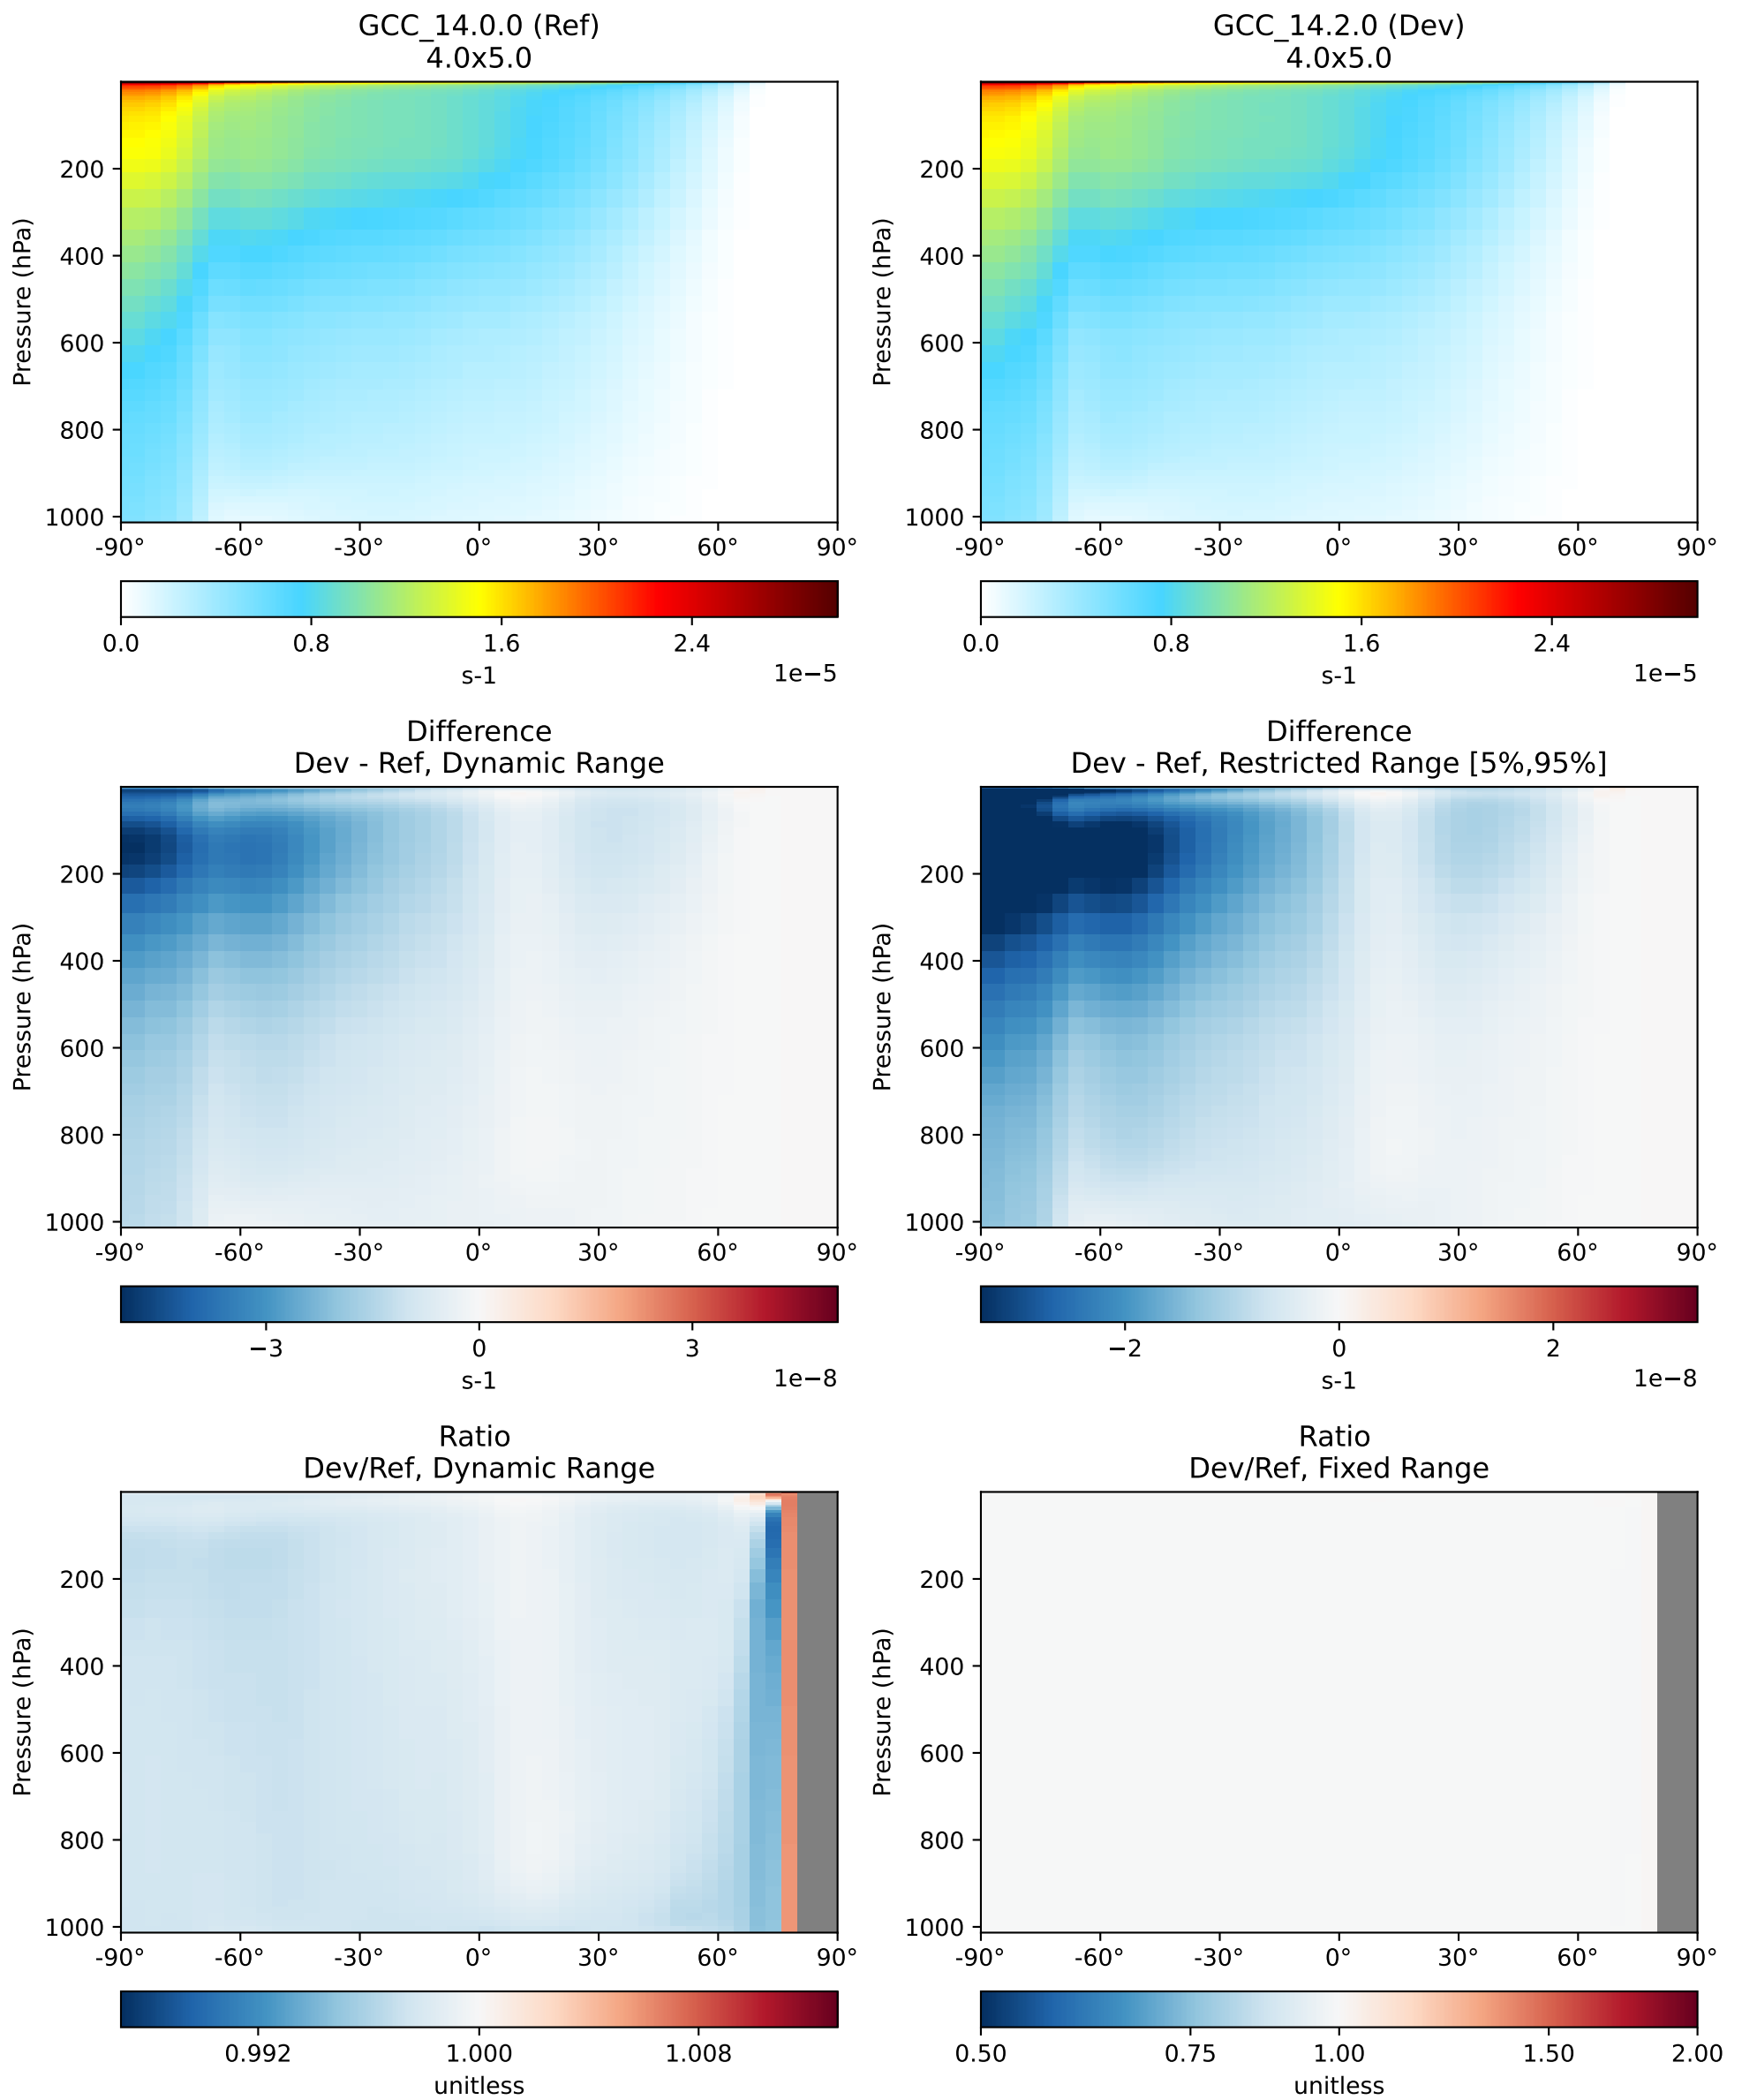 GCC_14.0.0 (Ref)
4.0x5.0
GCC_14.2.0 (Dev)
4.0x5.0
Pressure (hPa)
200
400
600
800
1000
-90° -60° -30° 0° 30° 60° 90°
0.0 0.8 1.6 2.4
s-1
1e−5
Pressure (hPa)
200
400
600
800
1000
-90° -60° -30° 0° 30° 60° 90°
0.0 0.8 1.6 2.4
s-1
1e−5
Difference
Dev - Ref, Dynamic Range
Pressure (hPa)
200
400
600
800
1000
-90° -60° -30° 0° 30° 60° 90°
−3 0 3
s-1
1e−8
Difference
Dev - Ref, Restricted Range [5%,95%]
Pressure (hPa)
200
400
600
800
1000
-90° -60° -30° 0° 30° 60° 90°
−2 0 2
s-1
1e−8
Ratio
Dev/Ref, Dynamic Range
Pressure (hPa)
200
400
600
800
1000
-90° -60° -30° 0° 30° 60° 90°
0.992 1.000 1.008
unitless
Ratio
Dev/Ref, Fixed Range
Pressure (hPa)
200
400
600
800
1000
-90° -60° -30° 0° 30° 60° 90°
0.50 0.75 1.00 1.50 2.00
unitless